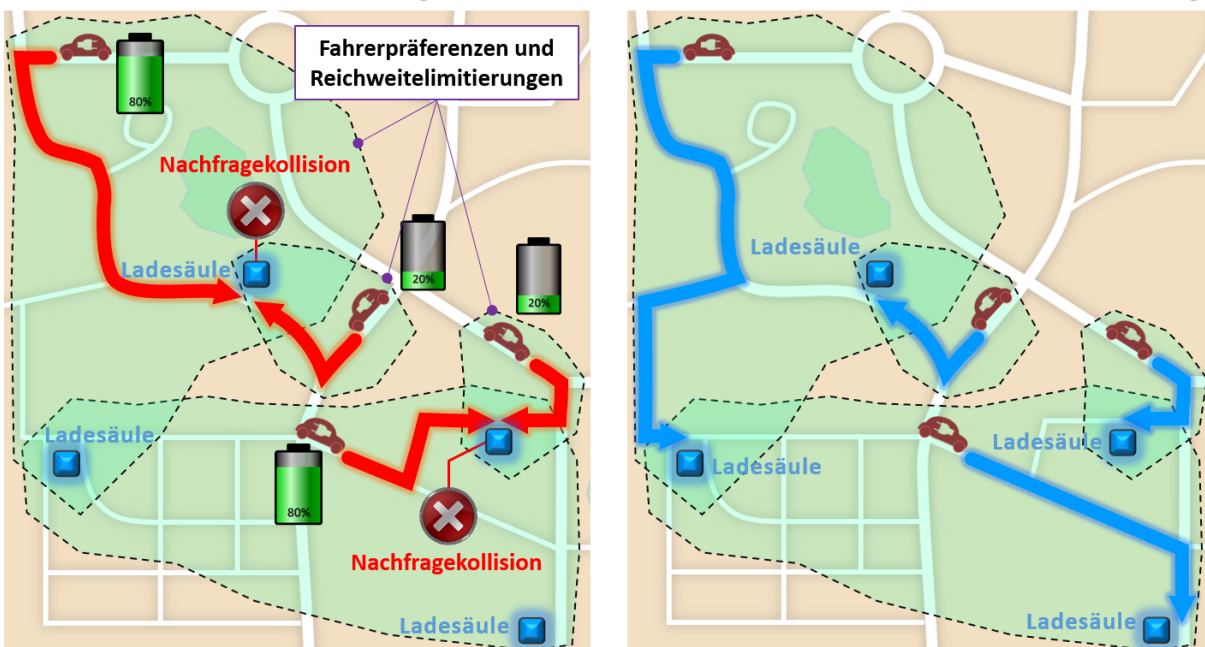 Fahrerpräferenzen und
Reichweitelimitierungen
80%
Nachfragekollision
Ladesäule
20%
20%
Ladesäule
80%
Nachfragekollision
Ladesäule
Ladesäule
Ladesäule
Ladesäule
Ladesäule